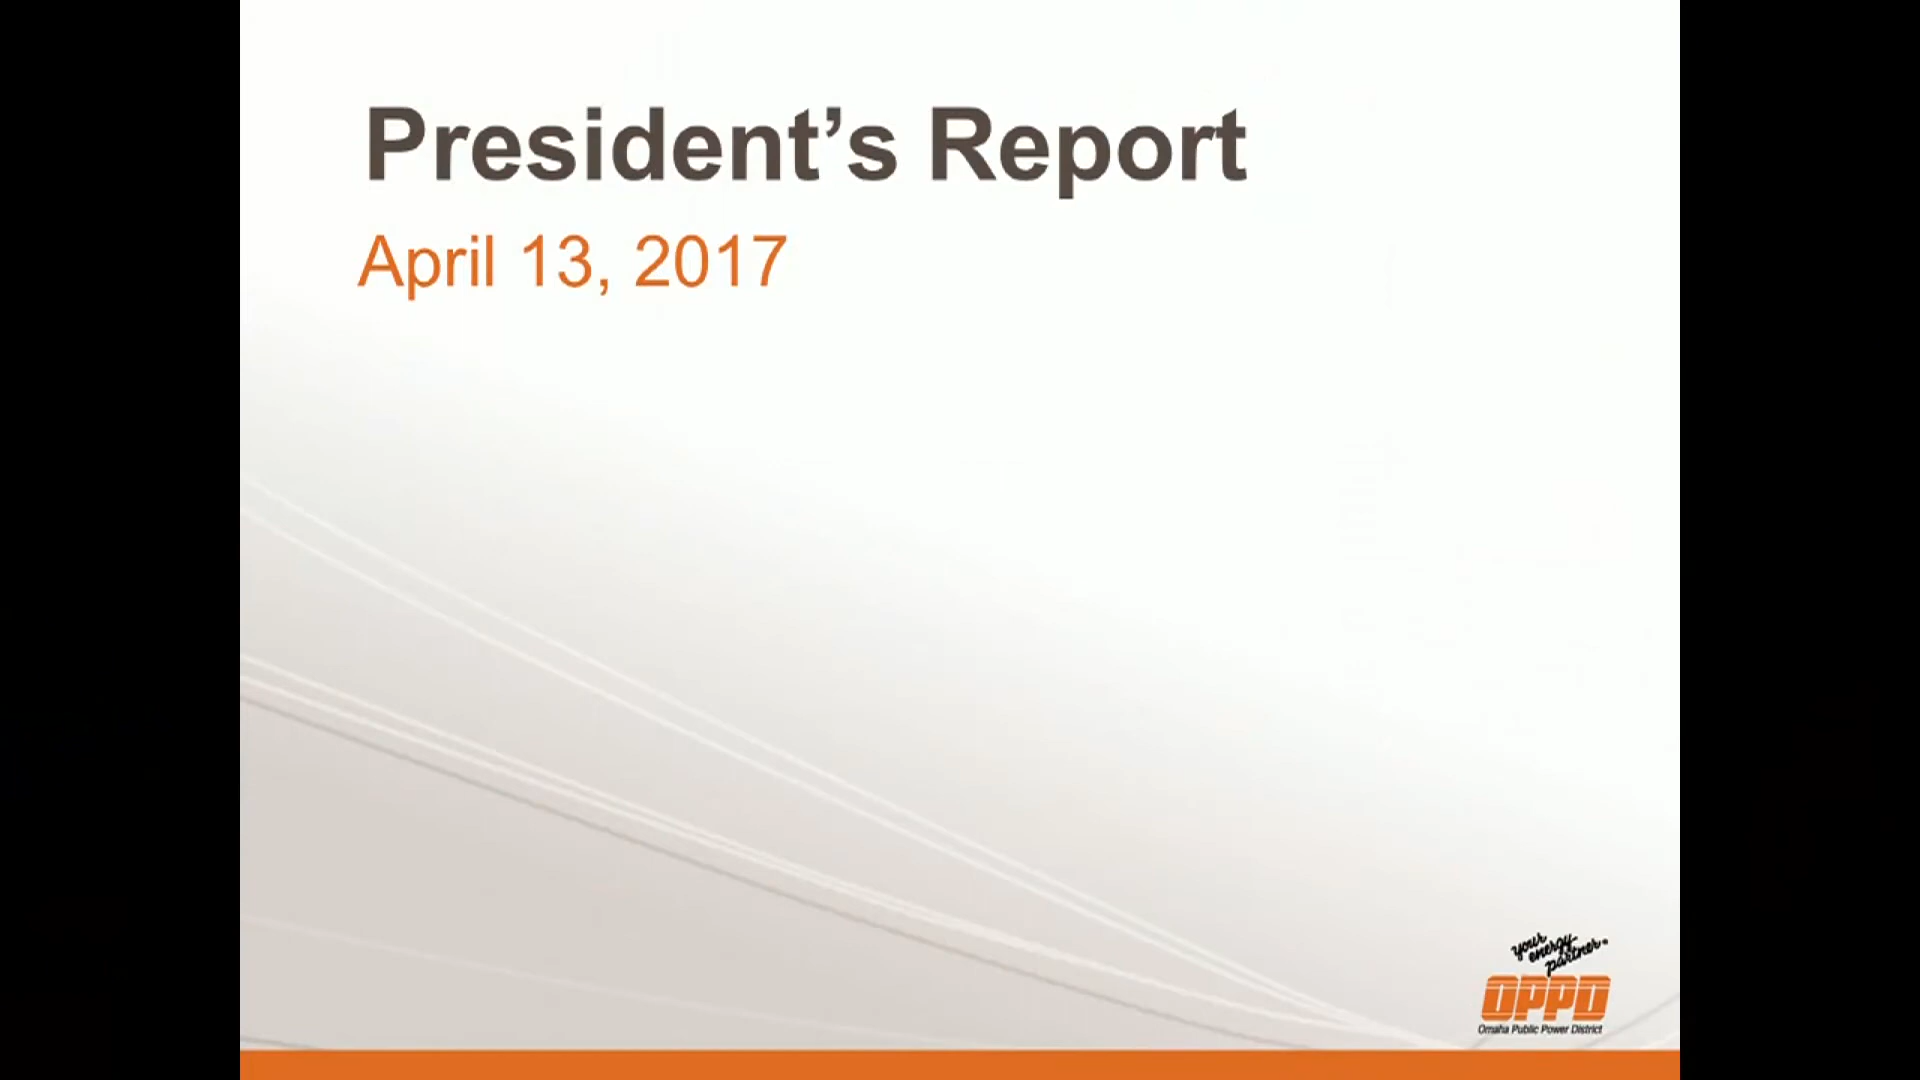 President’s Report
April 13, 2017
your
energy
partner®
OPPD
Omaha Public Power District